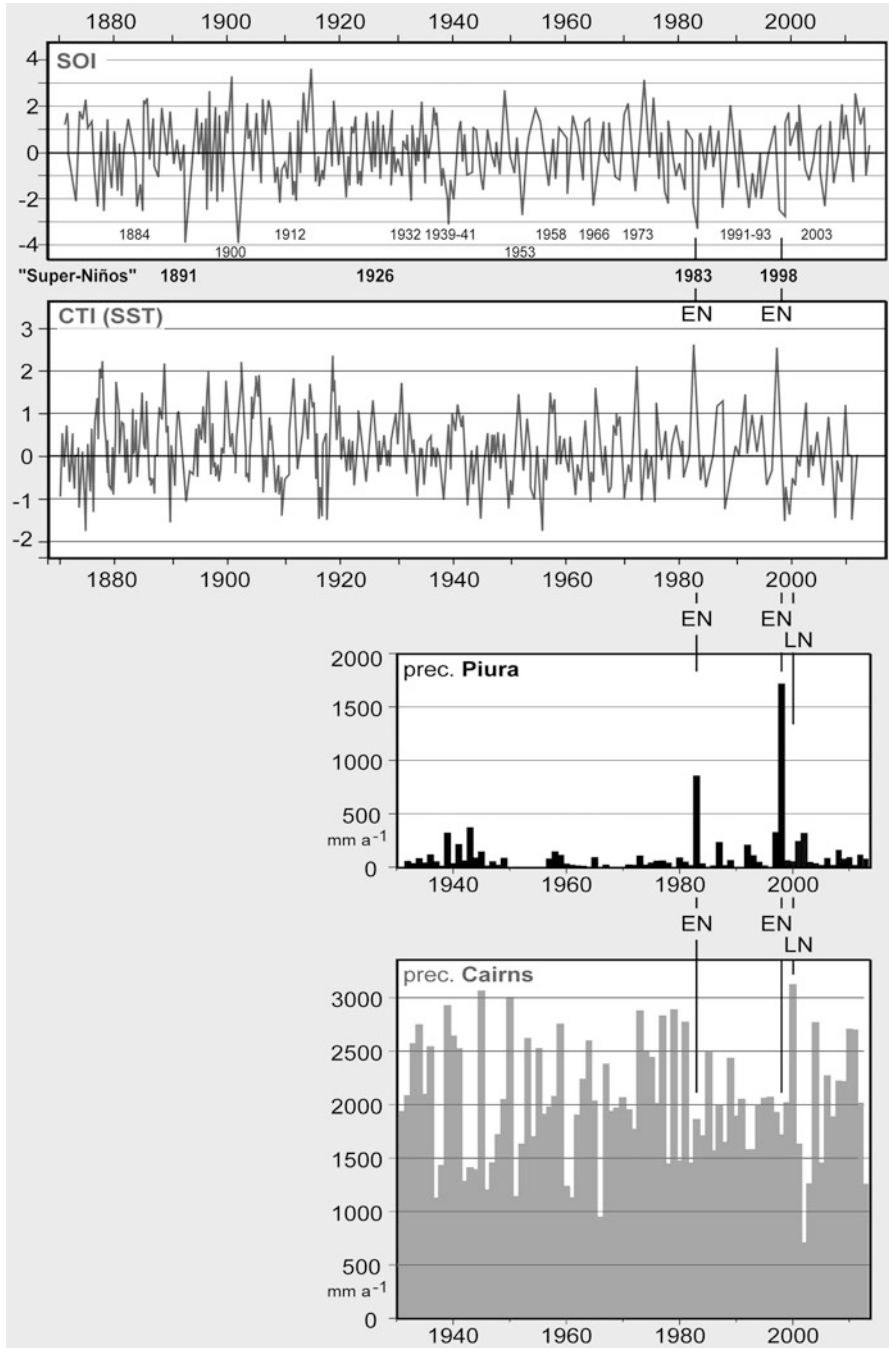 1880 1900 1920 1940 1960 1980 2000
SOI
4
2
0
-2
-4
1884 1912 1932 1939-41 1958 1966 1973 1991-93 2003
1900 1953
"Super-Niños" 1891 1926 1983 1998
EN EN
CTI (SST)
3
2
1
0
-1
-2
1880 1900 1920 1940 1960 1980 2000
EN EN
LN
prec. Piura
2000
1500
1000
500
mm a-1
0
1940 1960 1980 2000
EN EN
LN
prec. Cairns
3000
2500
2000
1500
1000
500
mm a-1
0
1940 1960 1980 2000